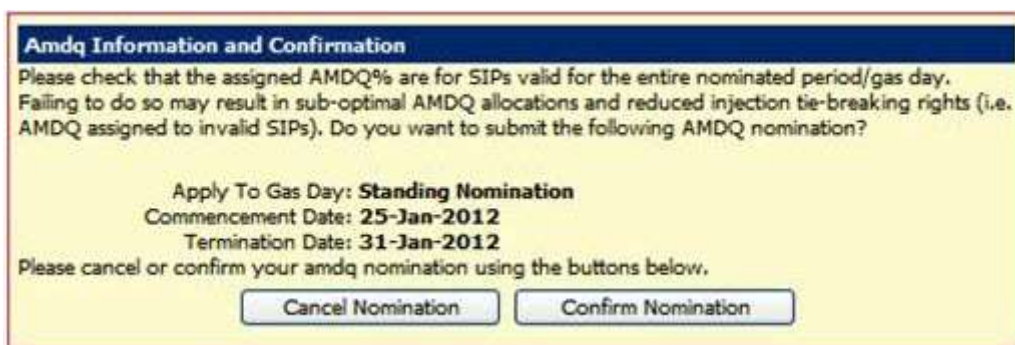 Amdq Information and Confirmation
Please check that the assigned AMDQ% are for SIPs valid for the entire nominated period/gas day.
Failing to do so may result in sub-optimal AMDQ allocations and reduced injection tie-breaking rights (i.e.
AMDQ assigned to invalid SIPs). Do you want to submit the following AMDQ nomination?
Apply To Gas Day: Standing Nomination
Commencement Date: 25-Jan-2012
Termination Date: 31-Jan-2012
Please cancel or confirm your amdq nomination using the buttons below.
Cancel Nomination Confirm Nomination